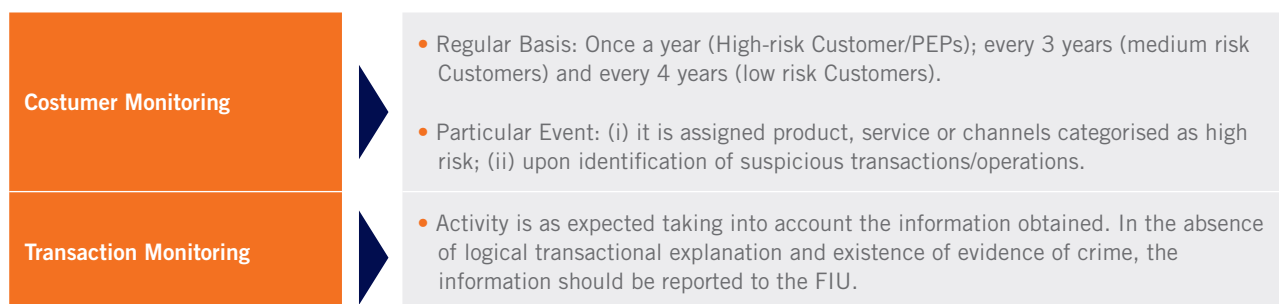 Costumer Monitoring
• Regular Basis: Once a year (High-risk Customer/PEPs); every 3 years (medium risk
Customers) and every 4 years (low risk Customers).
• Particular Event: (i) it is assigned product, service or channels categorised as high
risk; (ii) upon identification of suspicious transactions/operations.
Transaction Monitoring
• Activity is as expected taking into account the information obtained. In the absence
of logical transactional explanation and existence of evidence of crime, the
information should be reported to the FIU.